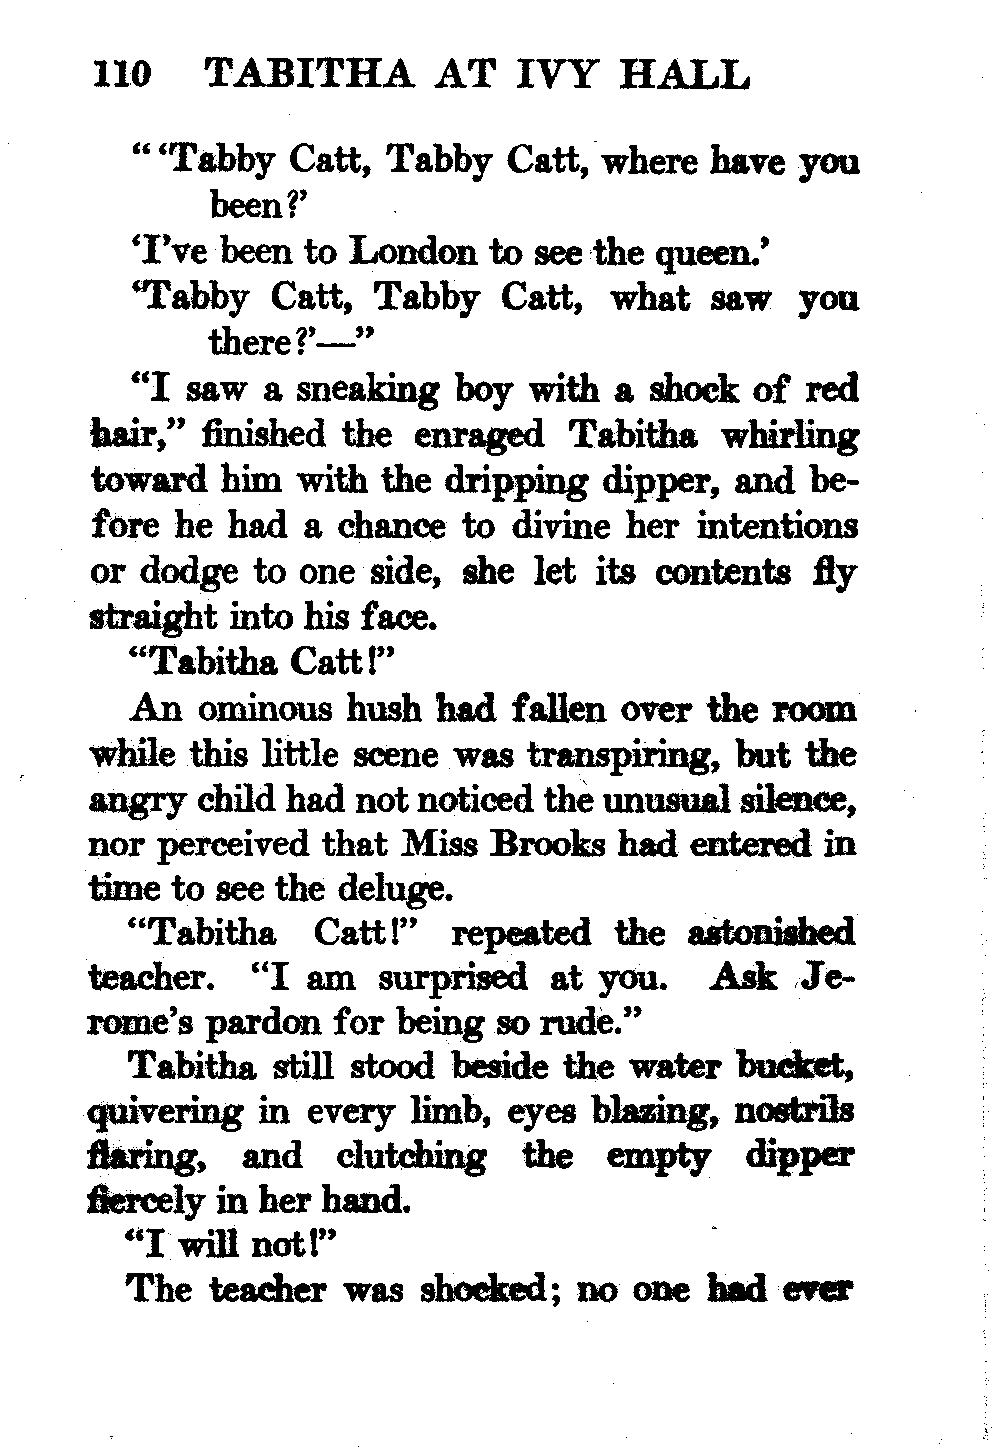 110 TABITHA AT IVY HALL
“ ‘Tabby Catt, Tabby Catt, where have you
been?’
‘I’ve been to London to see the queen.’
‘Tabby Catt, Tabby Catt, what saw you
there?’—”
“I saw a sneaking boy with a shock of red
hair,” finished the enraged Tabitha whirling
toward him with the dripping dipper, and be-
fore he had a chance to divine her intentions
or dodge to one side, she let its contents fly
straight into his face.
“Tabitha Catt!”
An ominous hush had fallen over the room
while this little scene was transpiring, but the
angry child had not noticed the unusual silence,
nor perceived that Miss Brooks had entered in
time to see the deluge.
“Tabitha Catt!” repeated the astonished
teacher. “I am surprised at you. Ask Je-
rome’s pardon for being so rude.”
Tabitha still stood beside the water bucket,
quivering in every limb, eyes blazing, nostrils
flaring, and clutching the empty dipper
fiercely in her hand.
“I will not!”
The teacher was shocked; no one had ever